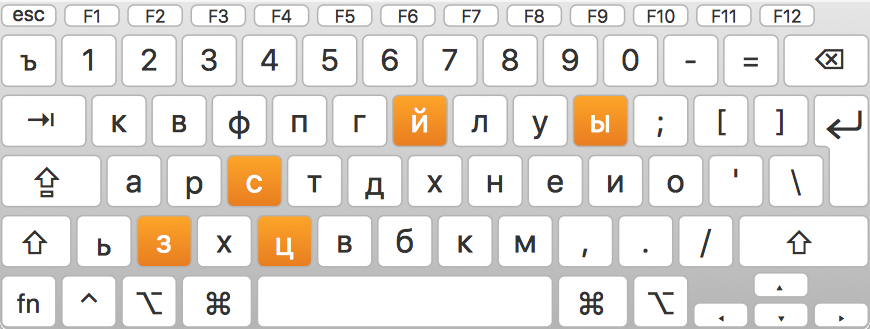 esc F1 F2 F3 F4 F5 F6 F7 F8 F9 F10 F11 F12
ъ 1 2 3 4 5 6 7 8 9 0 - =
к в ф п г й л у ы ; [ ]
а р с т д х н е и о ' \
ь з х ц в б к м , . /
fn ^ ⌥ ⌘ ⌘ ⌥